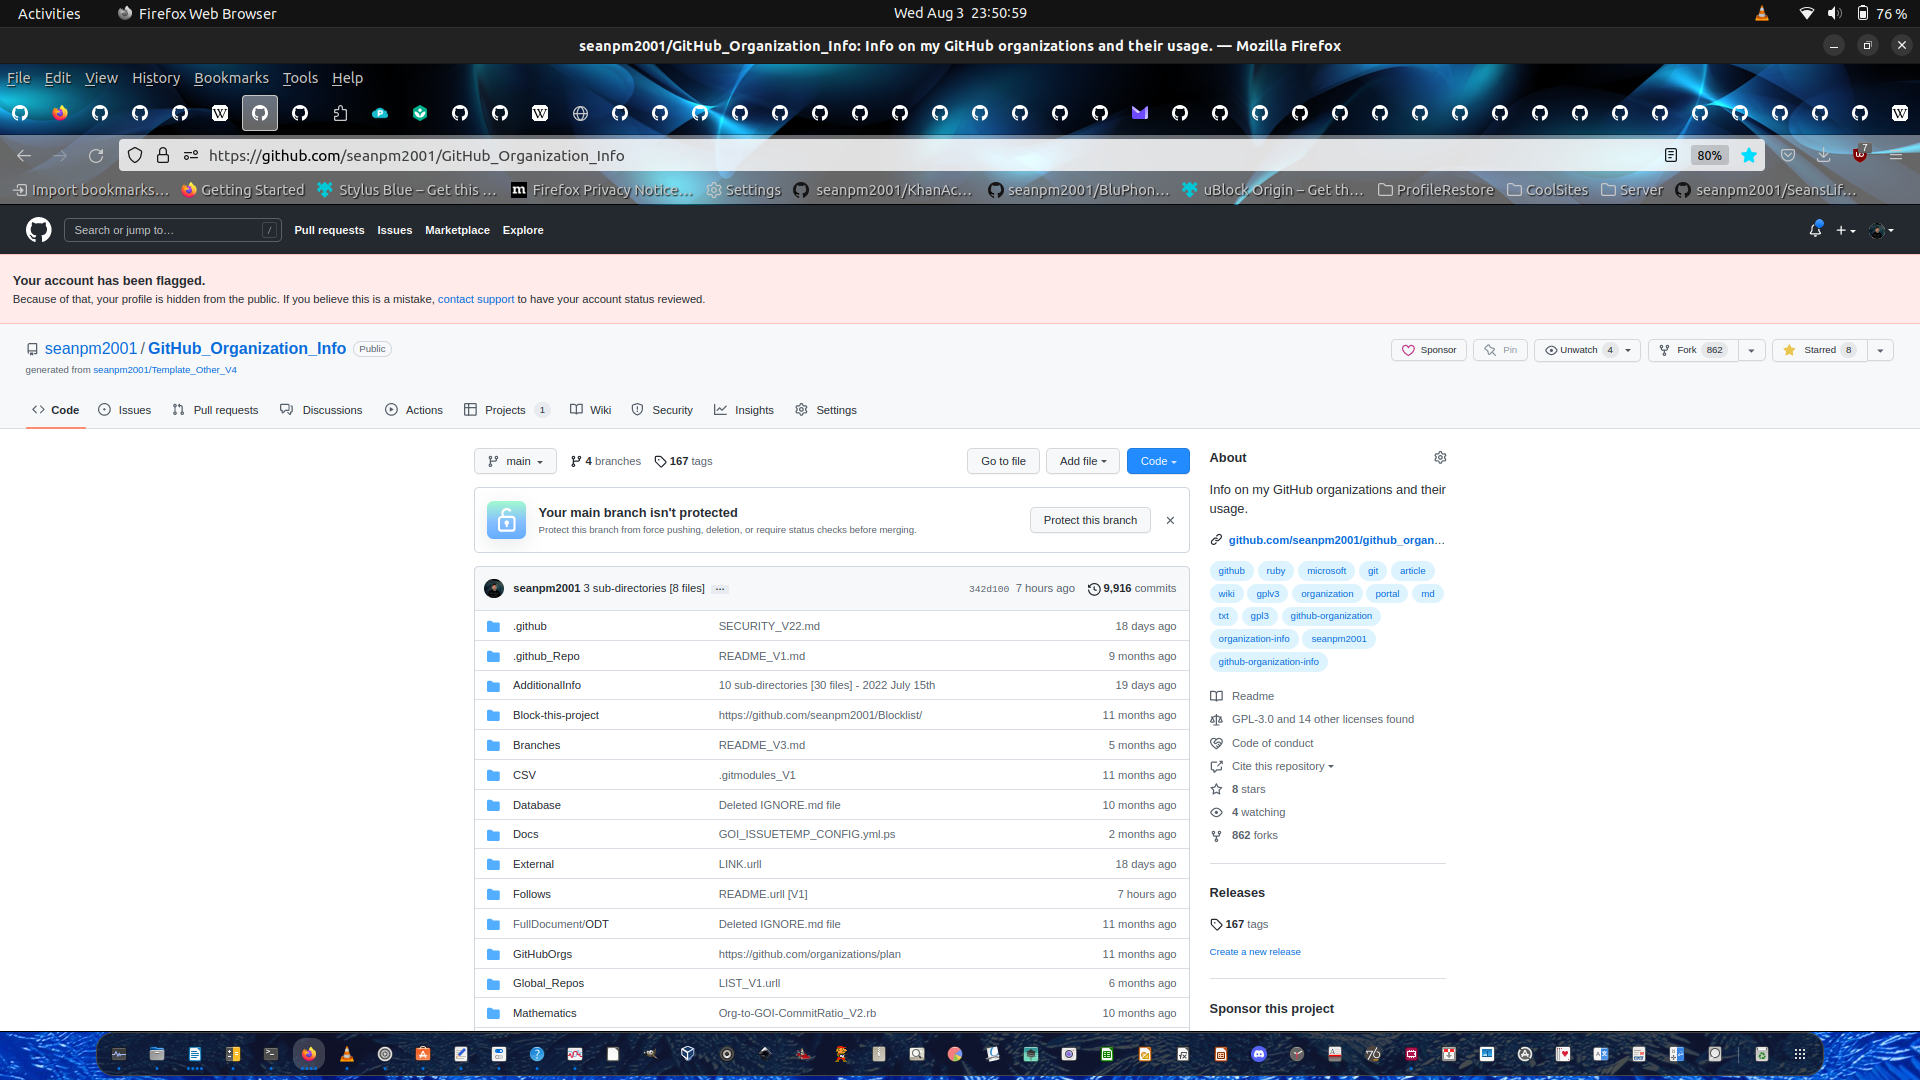 Activities
Firefox Web Browser
Wed Aug 3 23:50:59
76 %
seanpm2001/GitHub_Organization_Info: Info on my GitHub organizations and their usage. — Mozilla Firefox
File Edit View History Bookmarks Tools Help
https://github.com/seanpm2001/GitHub_Organization_Info
80%
7
Import bookmarks…
Getting Started
Stylus Blue – Get this …
Firefox Privacy Notice…
Settings
seanpm2001/KhanAc…
seanpm2001/BluPhon…
uBlock Origin – Get th…
ProfileRestore
CoolSites
Server
seanpm2001/SeansLif…
Search or jump to…
/
Pull requests Issues Marketplace Explore
Your account has been flagged.
Because of that, your profile is hidden from the public. If you believe this is a mistake, contact support to have your account status reviewed.
seanpm2001 / GitHub_Organization_Info Public
Sponsor
Pin
Unwatch 4
Fork 862
Starred 8
generated from seanpm2001/Template_Other_V4
Code
Issues
Pull requests
Discussions
Actions
Projects 1
Wiki
Security
Insights
Settings
main
4 branches
167 tags
Go to file
Add file
Code
Your main branch isn't protected
Protect this branch from force pushing, deletion, or require status checks before merging.
Protect this branch
seanpm2001 3 sub-directories [8 files] …
342d100 7 hours ago
9,916 commits
.github SECURITY_V22.md 18 days ago
.github_Repo README_V1.md 9 months ago
AdditionalInfo 10 sub-directories [30 files] - 2022 July 15th 19 days ago
Block-this-project https://github.com/seanpm2001/Blocklist/ 11 months ago
Branches README_V3.md 5 months ago
CSV .gitmodules_V1 11 months ago
Database Deleted IGNORE.md file 10 months ago
Docs GOI_ISSUETEMP_CONFIG.yml.ps 2 months ago
External LINK.urll 18 days ago
Follows README.urll [V1] 7 hours ago
FullDocument/ODT Deleted IGNORE.md file 11 months ago
GitHubOrgs https://github.com/organizations/plan 11 months ago
Global_Repos LIST_V1.urll 6 months ago
Mathematics Org-to-GOI-CommitRatio_V2.rb 10 months ago
About
Info on my GitHub organizations and their
usage.
github.com/seanpm2001/github_organ…
github ruby microsoft git article
wiki gplv3 organization portal md
txt gpl3 github-organization
organization-info seanpm2001
github-organization-info
Readme
GPL-3.0 and 14 other licenses found
Code of conduct
Cite this repository
8 stars
4 watching
862 forks
Releases
167 tags
Create a new release
Sponsor this project